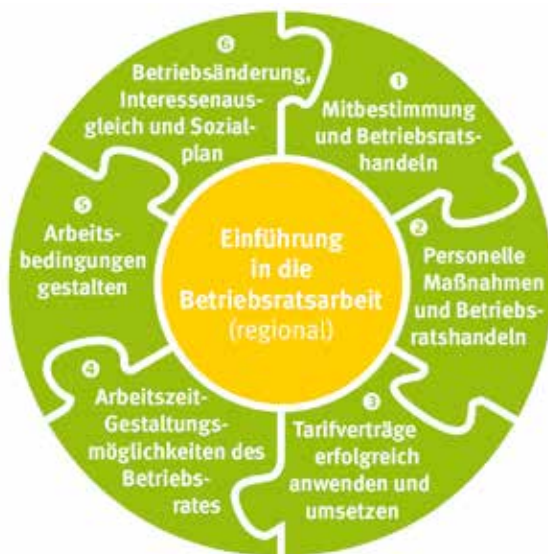 Einführung
in die
Betriebsratsarbeit
(regional)
1
Mitbestimmung
und Betriebsrats-
handeln
2
Personelle
Maßnahmen
und Betriebs-
ratshandeln
3
Tarifverträge
erfolgreich
anwenden und
umsetzen
4
Arbeitszeit-
Gestaltungs-
möglichkeiten des
Betriebs-
rates
5
Arbeits-
bedingungen
gestalten
6
Betriebsänderung,
Interessenaus-
gleich und Sozial-
plan